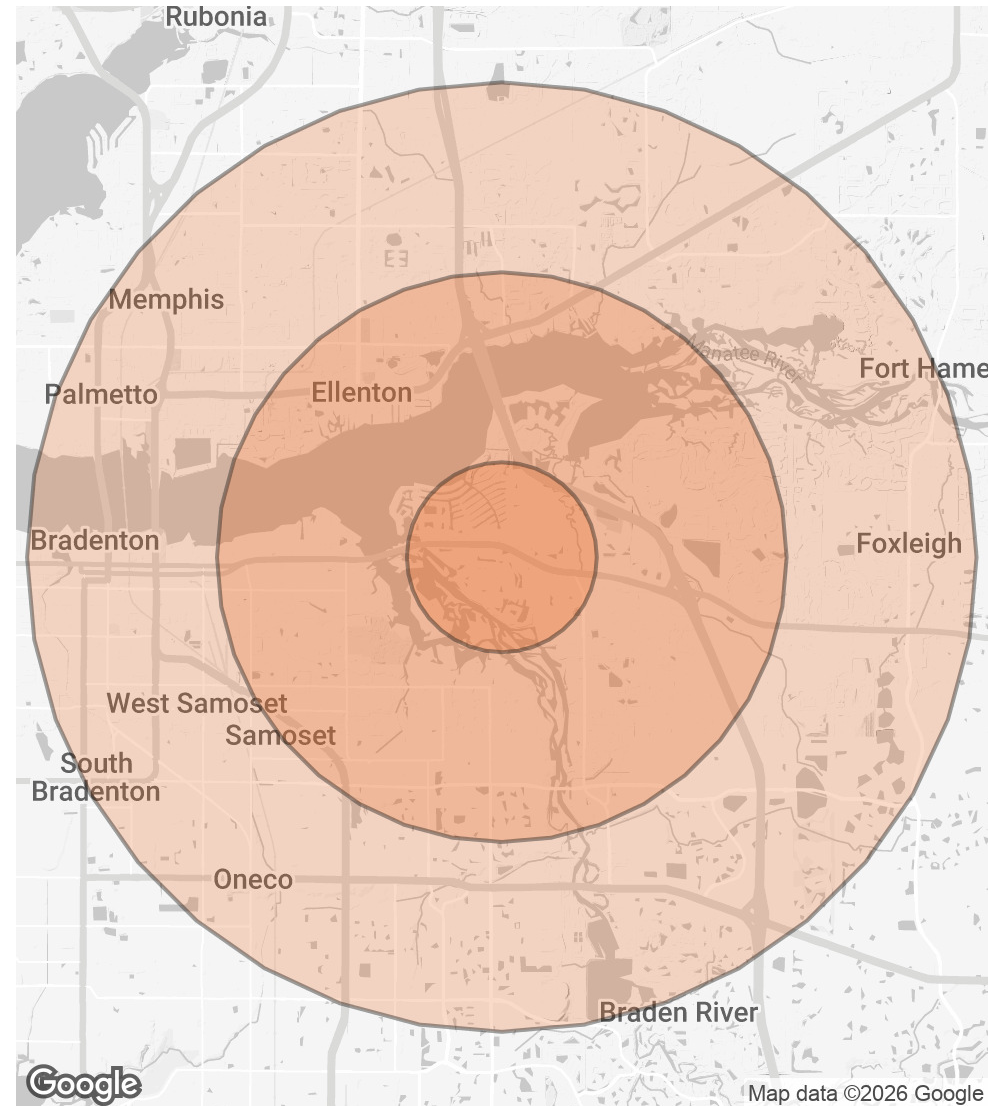 Rubonia
Memphis
Manatee River
Fort Hame
Palmetto
Ellenton
Bradenton
Foxleigh
West Samoset
Samoset
South
Bradenton
Oneco
Braden River
Google
Map data ©2026 Google